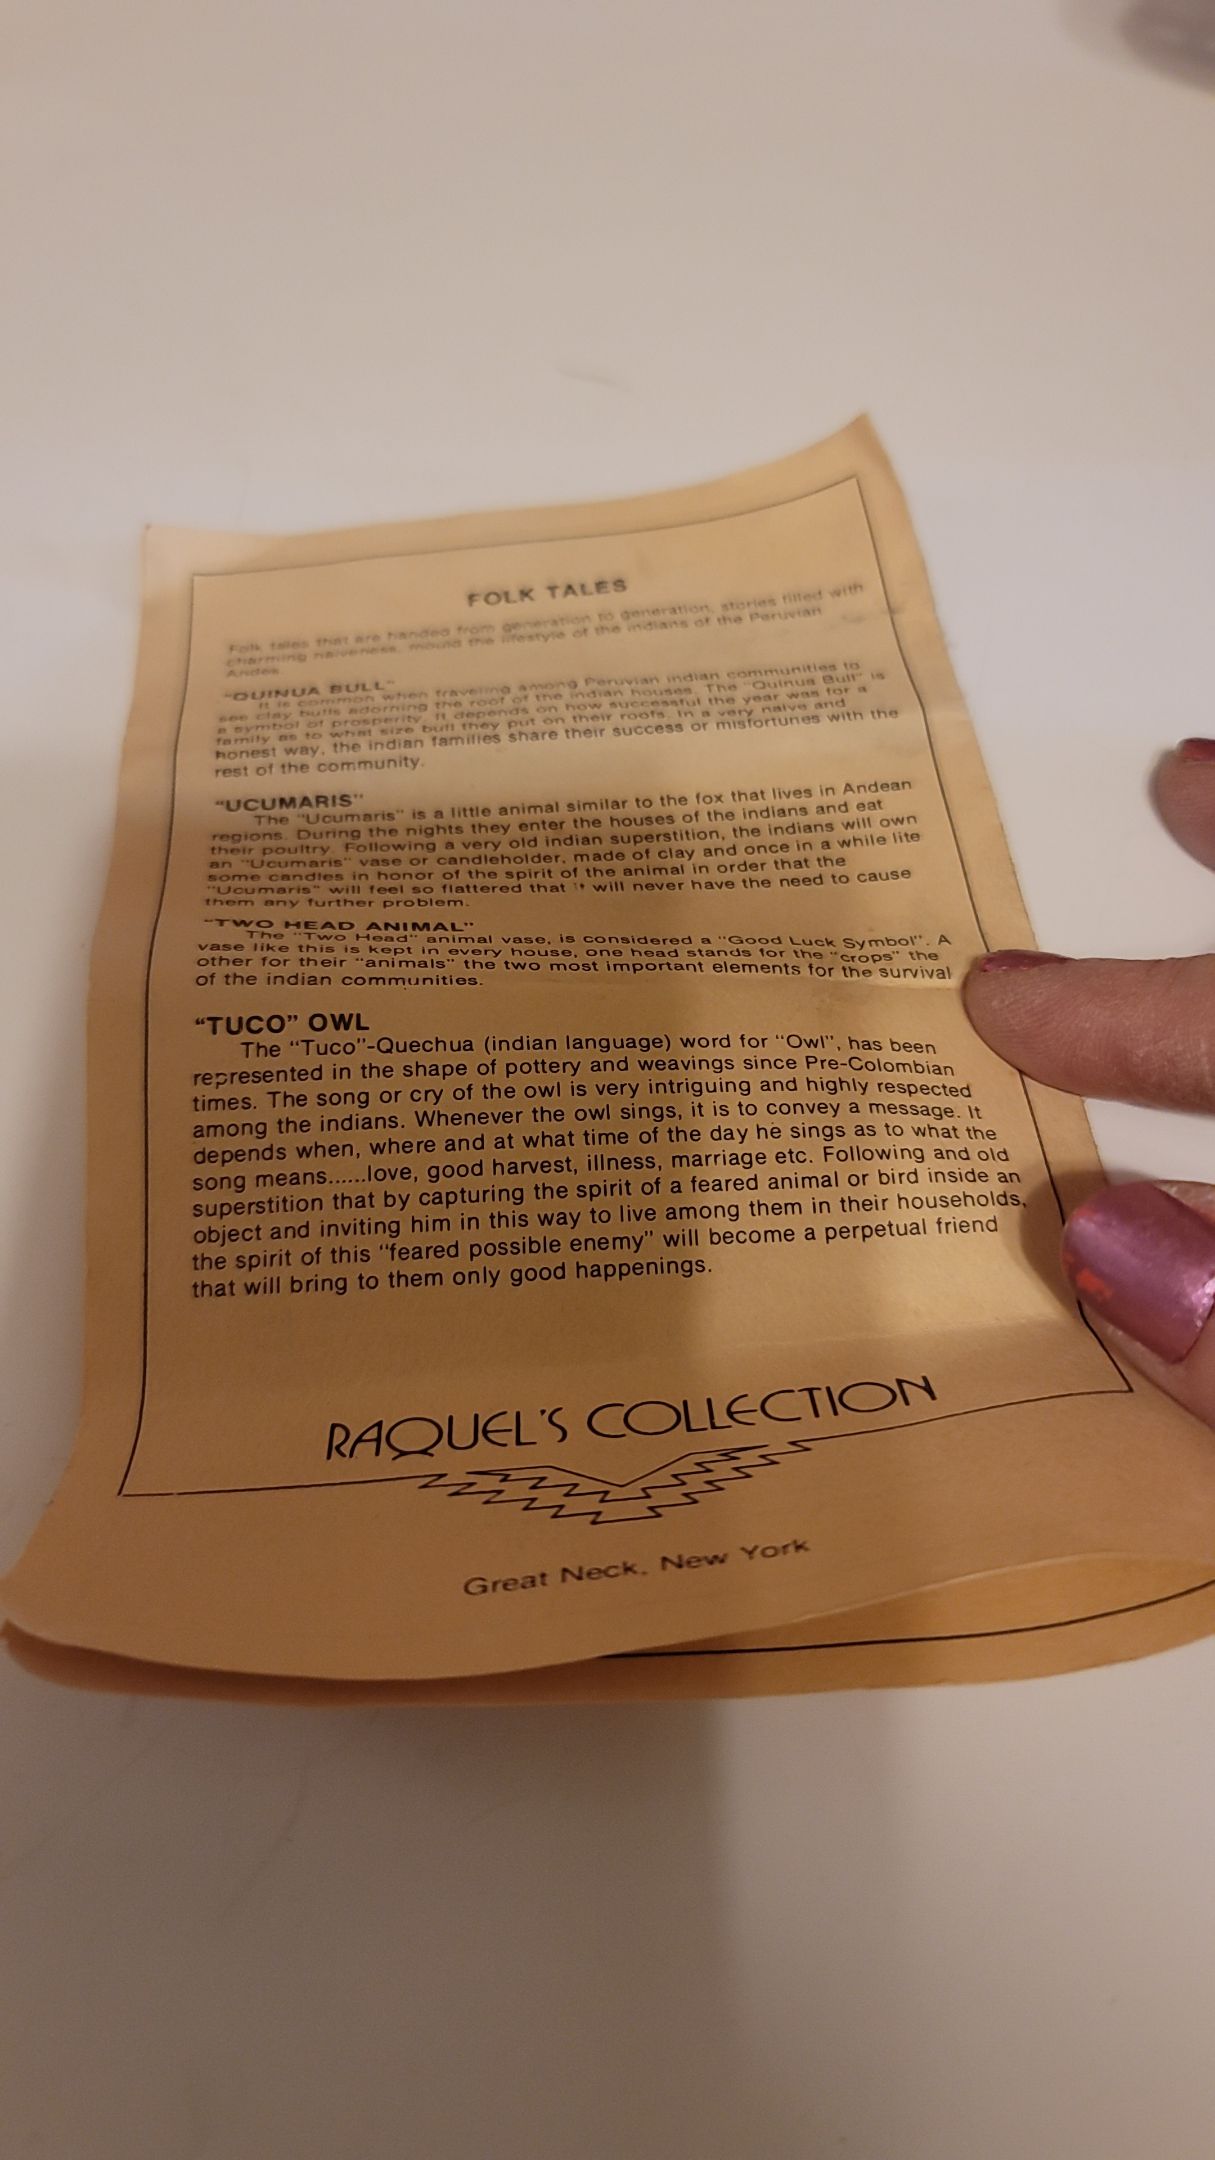 FOLK TALES
Folk tales that are handed from generation to generation, stories filled with
charming naiveness, mould the lifestyle of the indians of the Peruvian
Andes.
"QUINUA BULL"
It is common when traveling among Peruvian indian communities to
see clay bulls adorning the roof of the indian houses. The "Quinua Bull" is
a symbol of prosperity. It depends on how successful the year was for a
family as to what size bull they put on their roofs. In a very naive and
honest way, the indian families share their success or misfortunes with the
rest of the community.
"UCUMARIS"
The "Ucumaris" is a little animal similar to the fox that lives in Andean
regions. During the nights they enter the houses of the indians and eat
their poultry. Following a very old indian superstition, the indians will own
an "Ucumaris" vase or candleholder, made of clay and once in a while lite
some candles in honor of the spirit of the animal in order that the
"Ucumaris" will feel so flattered that it will never have the need to cause
them any further problem.
"TWO HEAD ANIMAL"
The "Two Head" animal vase, is considered a "Good Luck Symbol". A
vase like this is kept in every house, one head stands for the "crops" the
other for their "animals" the two most important elements for the survival
of the indian communities.
"TUCO" OWL
The "Tuco"-Quechua (indian language) word for "Owl", has been
represented in the shape of pottery and weavings since Pre-Colombian
times. The song or cry of the owl is very intriguing and highly respected
among the indians. Whenever the owl sings, it is to convey a message. It
depends when, where and at what time of the day he sings as to what the
song means......love, good harvest, illness, marriage etc. Following and old
superstition that by capturing the spirit of a feared animal or bird inside an
object and inviting him in this way to live among them in their households,
the spirit of this "feared possible enemy" will become a perpetual friend
that will bring to them only good happenings.
RAQUEL'S COLLECTION
Great Neck, New York